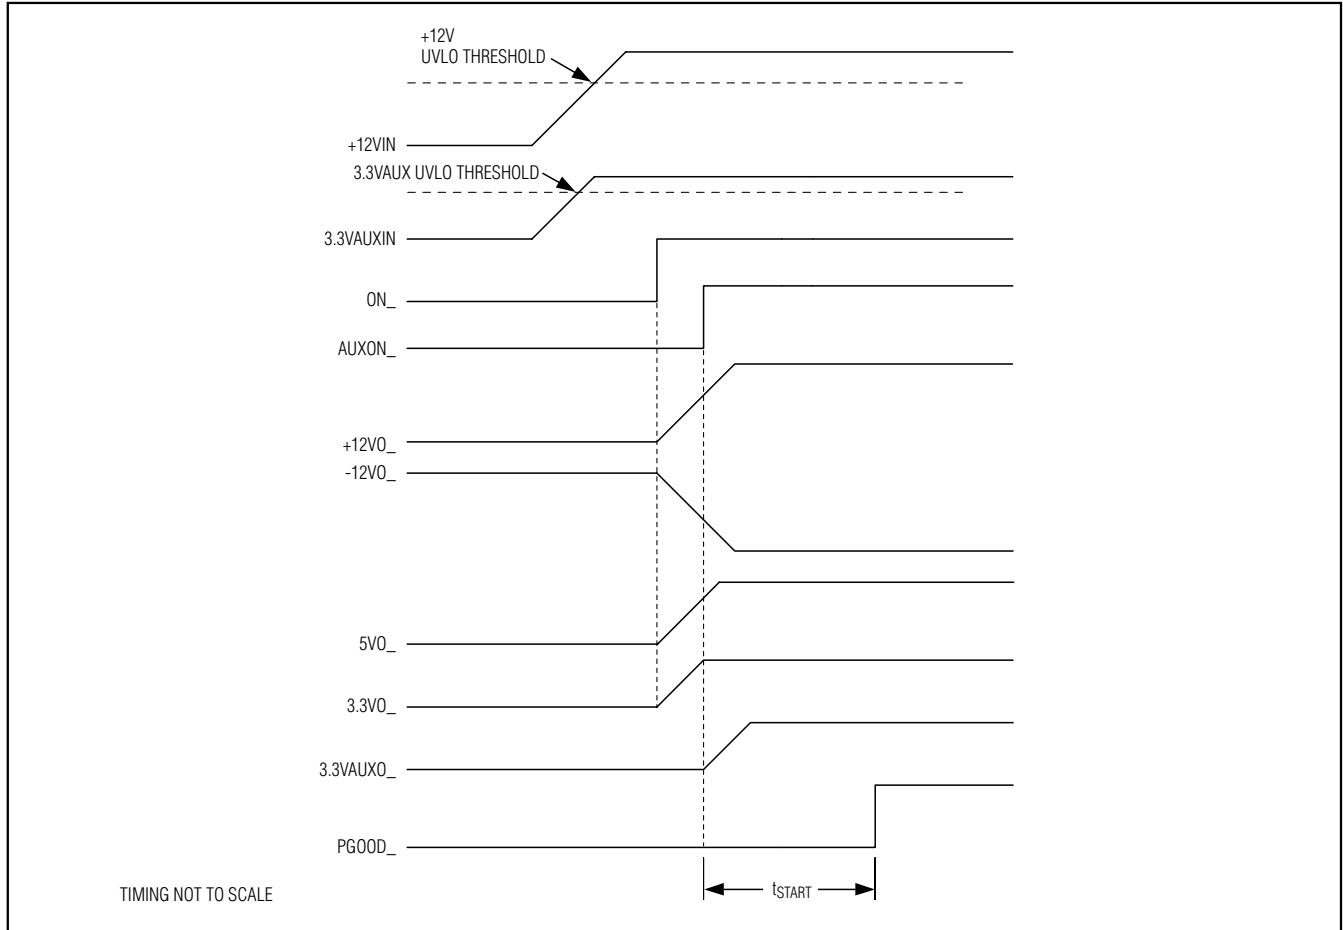 +12V
UVLO THRESHOLD
+12VIN
3.3VAUX UVLO THRESHOLD
3.3VAUXIN
ON_
AUXON_
+12VO_
-12VO_
5VO_
3.3VO_
3.3VAUXO_
PGOOD_
tSTART
TIMING NOT TO SCALE